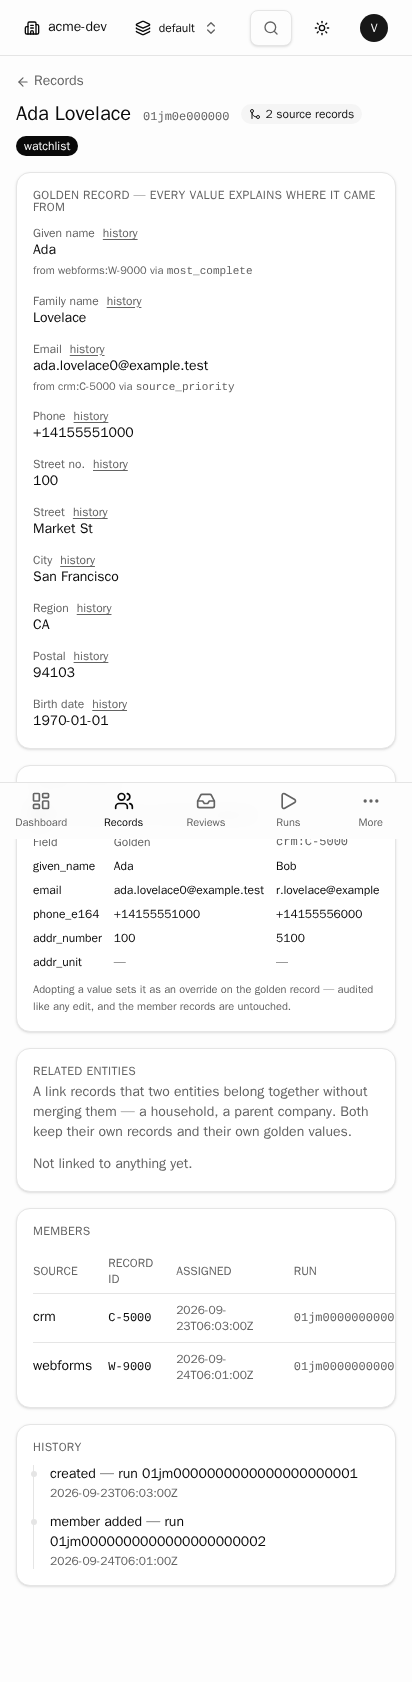 acme-dev
default
V
← Records
Ada Lovelace 01jm0e000000 2 source records
watchlist
GOLDEN RECORD — EVERY VALUE EXPLAINS WHERE IT CAME
FROM
Given name history
Ada
from webforms:W-9000 via most_complete
Family name history
Lovelace
Email history
ada.lovelace0@example.test
from crm:C-5000 via source_priority
Phone history
+14155551000
Street no. history
100
Street history
Market St
City history
San Francisco
Region history
CA
Postal history
94103
Birth date history
1970-01-01
Dashboard Records Reviews Runs More
Field Golden crm:C-5000
given_name Ada Bob
email ada.lovelace0@example.test r.lovelace@example
phone_e164 +14155551000 +14155556000
addr_number 100 5100
addr_unit — —
Adopting a value sets it as an override on the golden record — audited
like any edit, and the member records are untouched.
RELATED ENTITIES
A link records that two entities belong together without
merging them — a household, a parent company. Both
keep their own records and their own golden values.
Not linked to anything yet.
MEMBERS
SOURCE RECORD ID ASSIGNED RUN
crm C-5000 2026-09-23T06:03:00Z 01jm0000000000
webforms W-9000 2026-09-24T06:01:00Z 01jm0000000000
HISTORY
created — run 01jm0000000000000000000001
2026-09-23T06:03:00Z
member added — run
01jm0000000000000000000002
2026-09-24T06:01:00Z